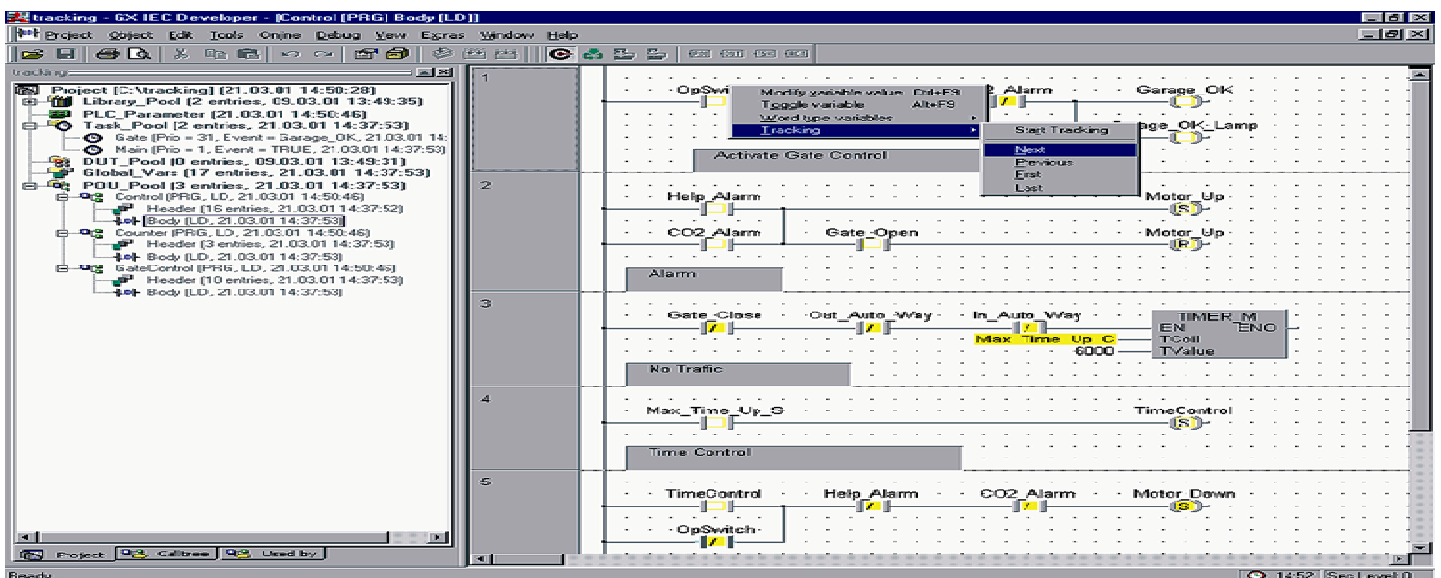 tracking - GX IEC Developer - [Control [PRG] Body [LD]]
Project Object Edit Tools Online Debug View Extras Window Help
tracking
Project [C:\tracking] [21.03.01 14:50:28]
Library_Pool [2 entries, 09.03.01 13:49:35]
PLC_Parameter [21.03.01 14:50:46]
Task_Pool [2 entries, 21.03.01 14:37:53]
Gate (Prio = 31, Event = Garage_OK, 21.03.01 14:
Main (Prio = 1, Event = TRUE, 21.03.01 14:37:53)
DUT_Pool [0 entries, 09.03.01 13:49:31]
Global_Vars [17 entries, 21.03.01 14:37:53]
POU_Pool [3 entries, 21.03.01 14:37:53]
Control [PRG, LD, 21.03.01 14:50:46]
Header [16 entries, 21.03.01 14:37:52]
Body [LD, 21.03.01 14:37:53]
Counter [PRG, LD, 21.03.01 14:50:46]
Header [3 entries, 21.03.01 14:37:53]
Body [LD, 21.03.01 14:37:53]
GateControl [PRG, LD, 21.03.01 14:50:46]
Header [10 entries, 21.03.01 14:37:53]
Body [LD, 21.03.01 14:37:53]
Project Calltree Used by
1
OpSwi
Modify variable value Ctrl+F9
Toggle variable Alt+F9
Word type variables
Tracking
Start Tracking
Next
Previous
First
Last
2_Alarm
Garage_OK
age_OK_Lamp
Activate Gate Control
2
Help_Alarm
Motor_Up
S
CO2_Alarm
Gate-Open
Motor_Up
R
Alarm
3
Gate_Close
Out_Auto_Way
In_Auto_Way
TIMER_M
EN ENO
Max_Time_Up_C
TCoil
6000
TValue
No Traffic
4
Max_Time_Up_S
TimeControl
S
Time Control
5
TimeControl
Help_Alarm
CO2_Alarm
Motor_Down
S
OpSwitch
Ready
14:52
Sec Level:0